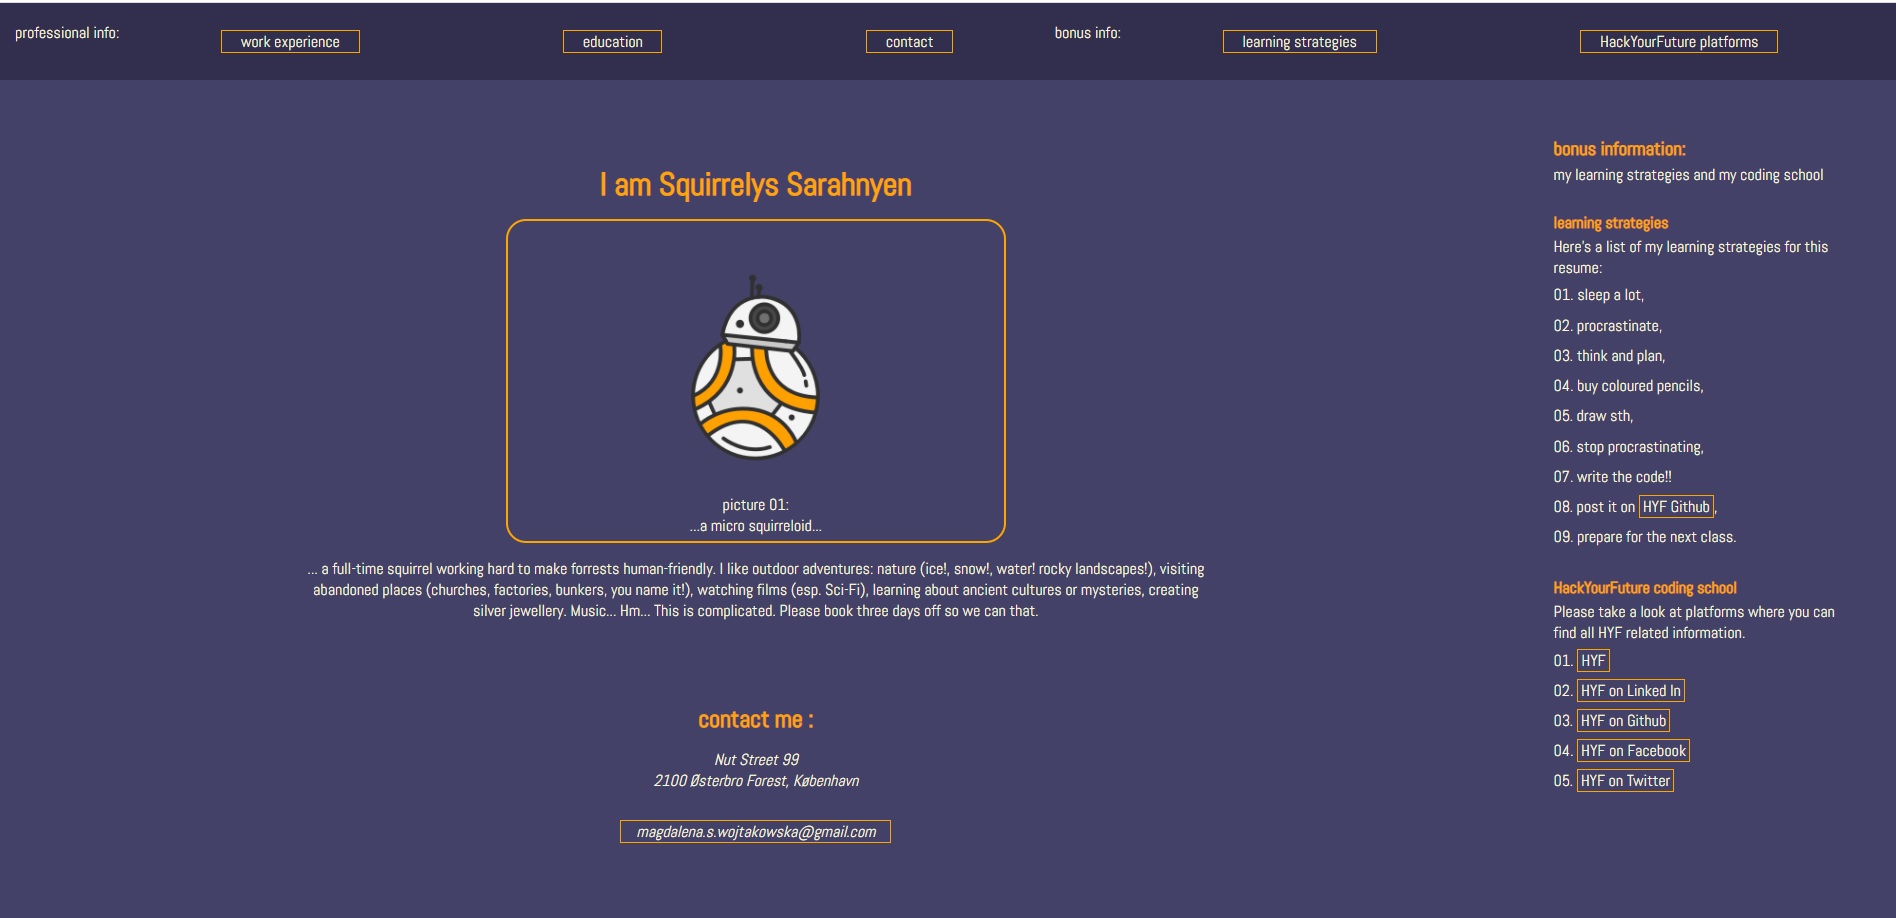 professional info:
work experience
education
contact
bonus info:
learning strategies
HackYourFuture platforms
I am Squirrelys Sarahnyen
picture 01:
...a micro squirreloid...
... a full-time squirrel working hard to make forrests human-friendly. I like outdoor adventures: nature (ice!, snow!, water! rocky landscapes!), visiting
abandoned places (churches, factories, bunkers, you name it!), watching films (esp. Sci-Fi), learning about ancient cultures or mysteries, creating
silver jewellery. Music... Hm... This is complicated. Please book three days off so we can that.
contact me :
Nut Street 99
2100 Østerbro Forest, København
magdalena.s.wojtakowska@gmail.com
bonus information:
my learning strategies and my coding school
learning strategies
Here's a list of my learning strategies for this
resume:
01. sleep a lot,
02. procrastinate,
03. think and plan,
04. buy coloured pencils,
05. draw sth,
06. stop procrastinating,
07. write the code!!
08. post it on HYF Github,
09. prepare for the next class.
HackYourFuture coding school
Please take a look at platforms where you can
find all HYF related information.
01. HYF
02. HYF on Linked In
03. HYF on Github
04. HYF on Facebook
05. HYF on Twitter